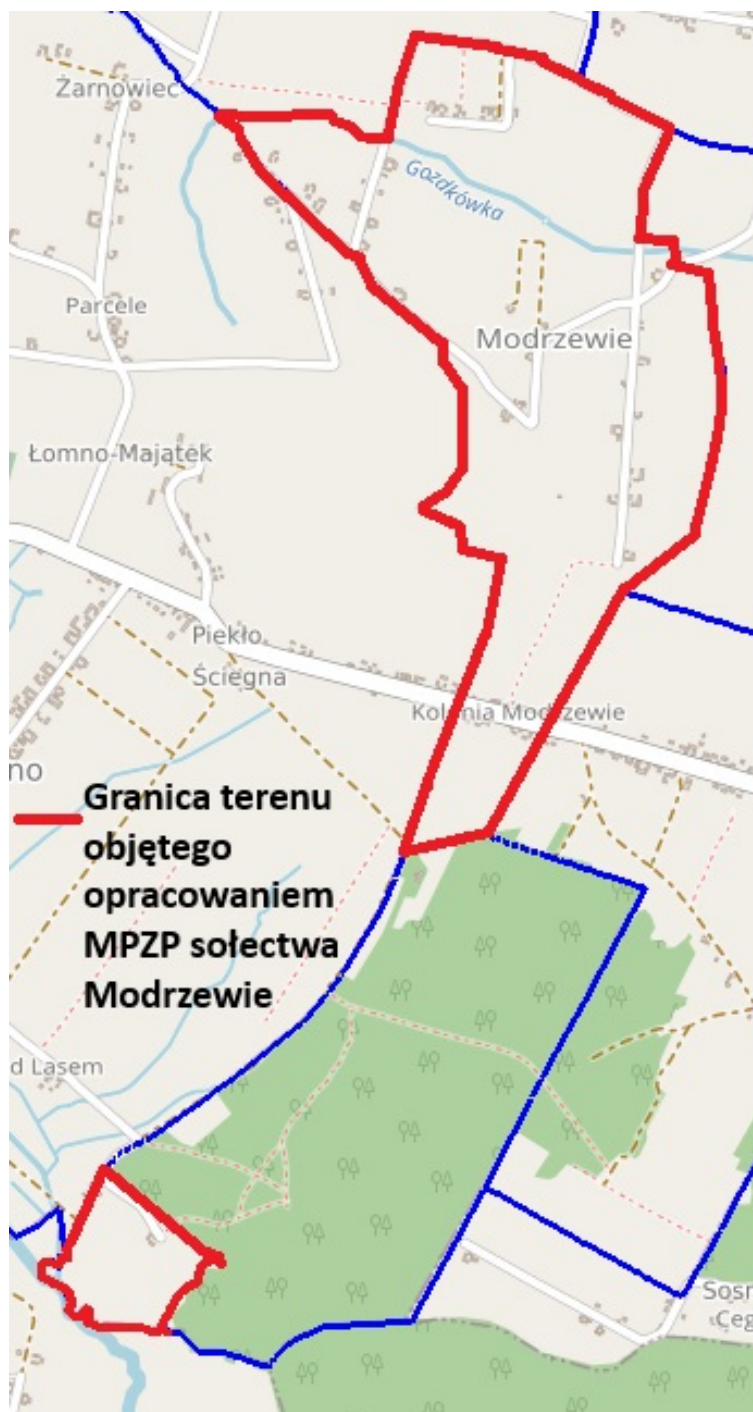 Żarnowiec
Gozdkówka
Parcele
Modrzewie
Łomno-Majątek
Piekło
Ściegna
Kolonia Modrzewie
no
Granica terenu
objętego
opracowaniem
MPZP sołectwa
Modrzewie
d Lasem
Sosn
Ceg